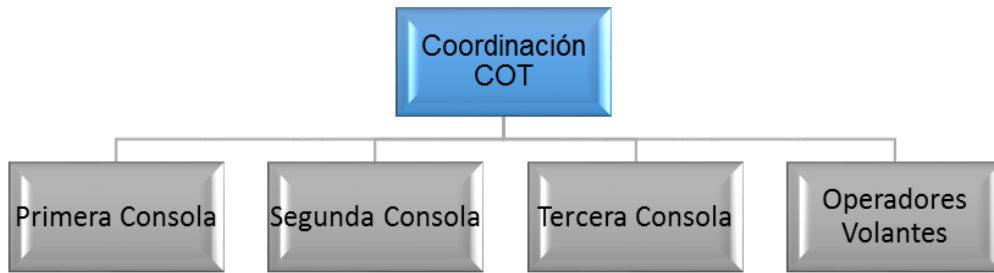 Coordinación
COT
Primera Consola
Segunda Consola
Tercera Consola
Operadores
Volantes